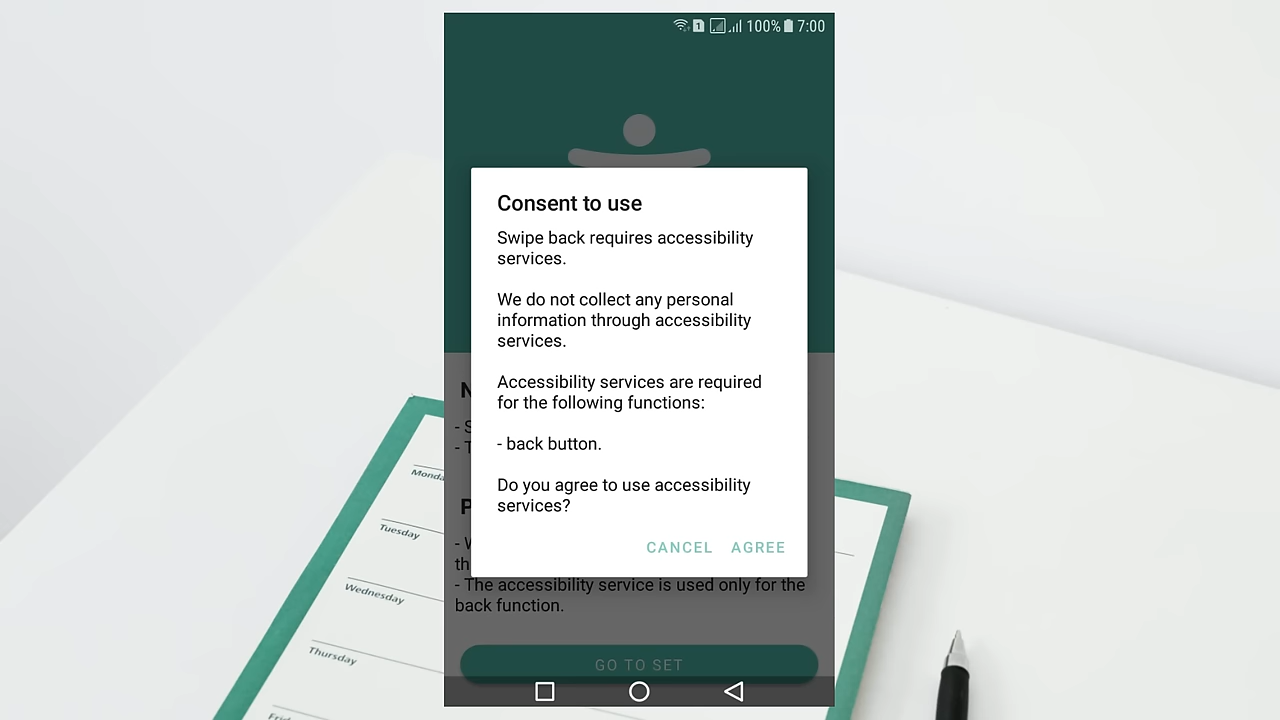 100% 7:00
Consent to use
Swipe back requires accessibility
services.
We do not collect any personal
information through accessibility
services.
Accessibility services are required
for the following functions:
- back button.
Do you agree to use accessibility
services?
CANCEL AGREE
- The accessibility service is used only for the
back function.
GO TO SET
Tuesday
Wednesday
Thursday